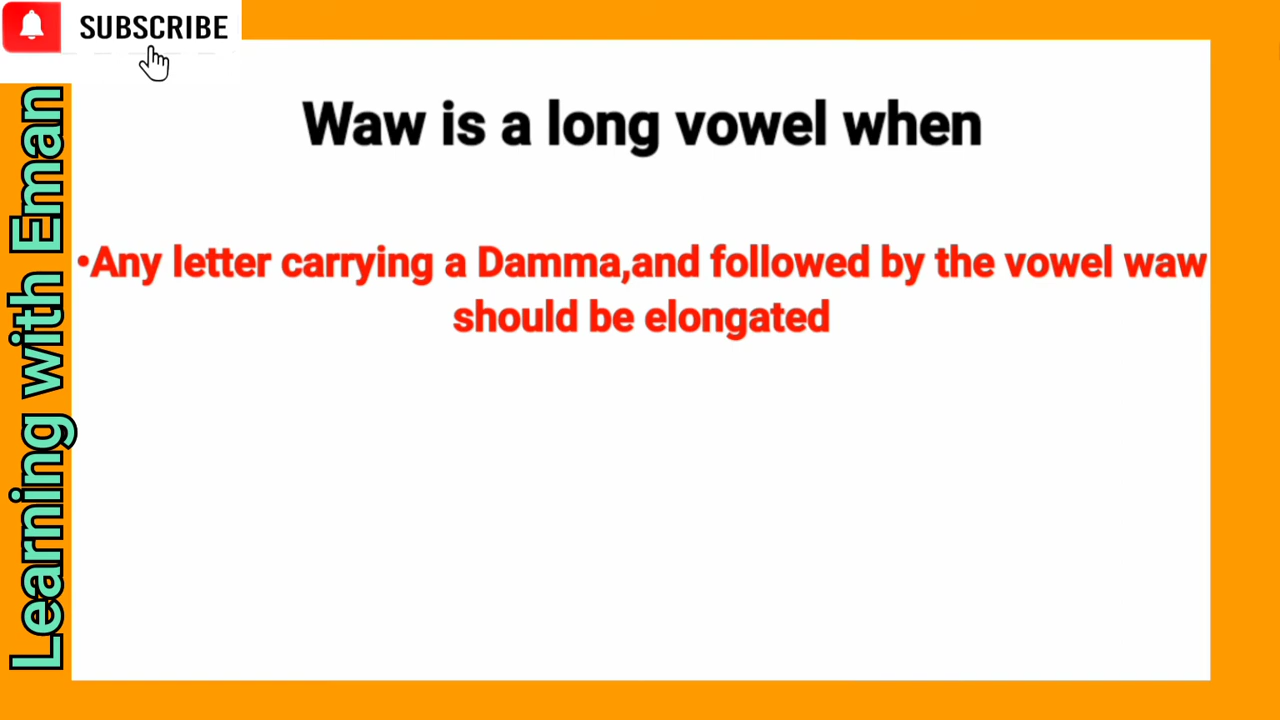 SUBSCRIBE
Learning with Eman
Waw is a long vowel when
•Any letter carrying a Damma,and followed by the vowel waw
should be elongated